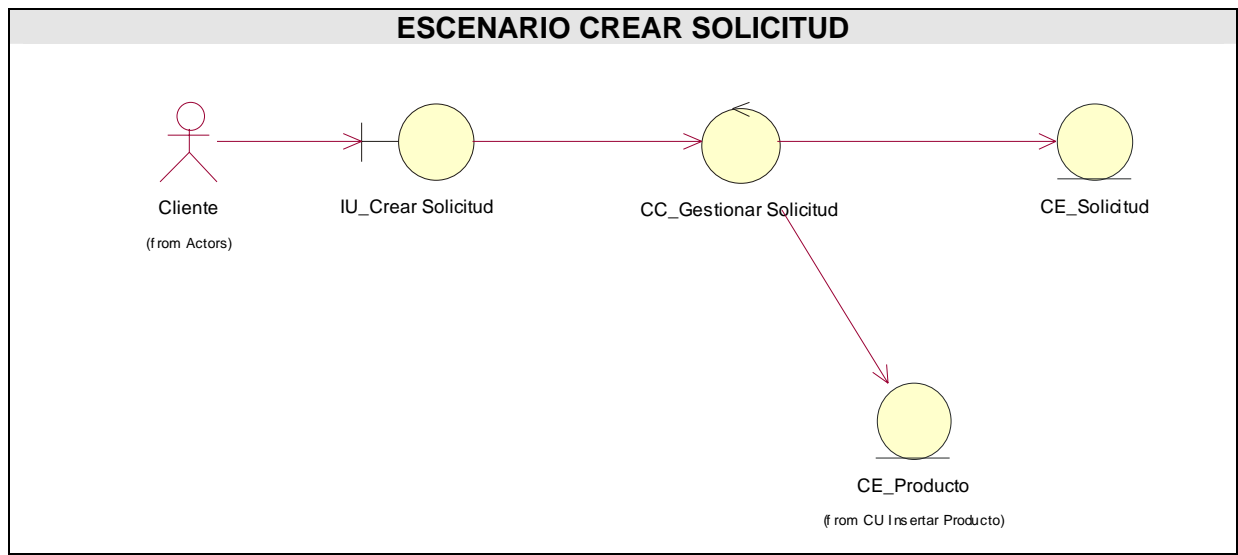 ESCENARIO CREAR SOLICITUD
Cliente
(from Actors)
IU_Crear Solicitud
CC_Gestionar Solicitud
CE_Solicitud
CE_Producto
(from CU Insertar Producto)